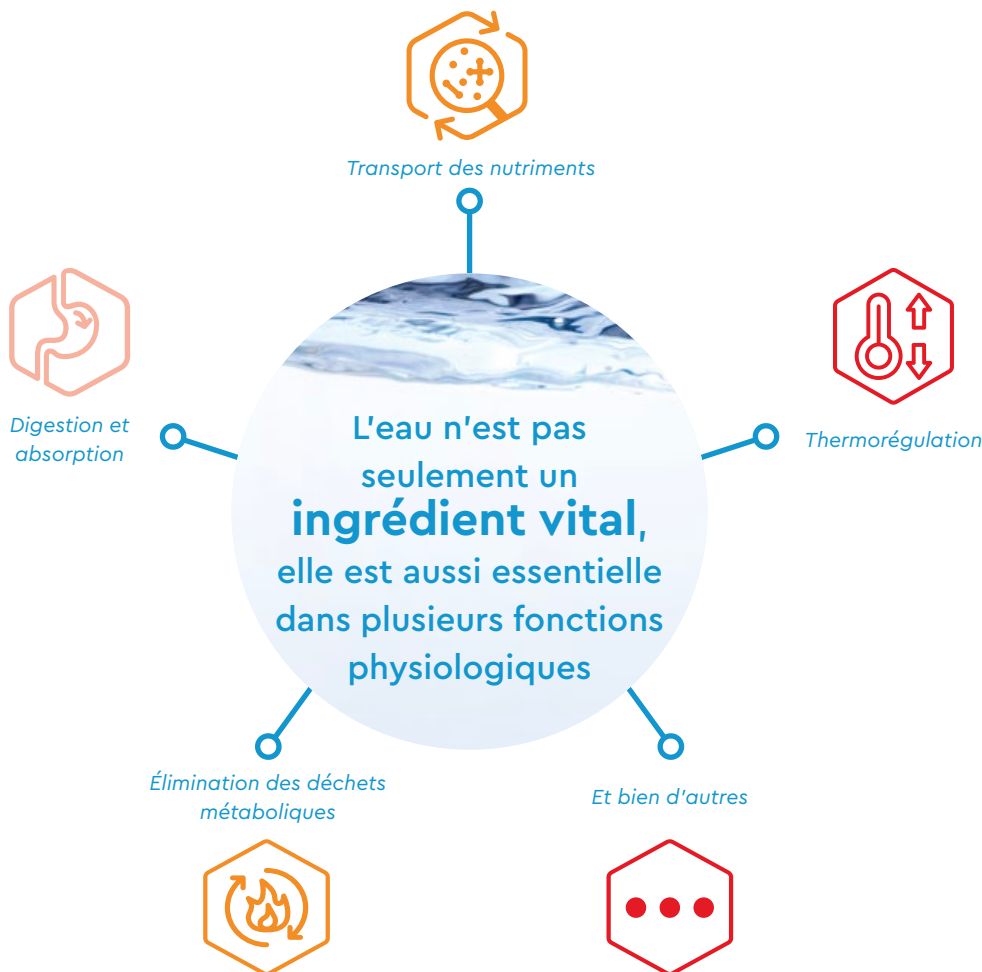 Transport des nutriments
Digestion et
absorption
Thermorégulation
L'eau n'est pas
seulement un
ingrédient vital,
elle est aussi essentielle
dans plusieurs fonctions
physiologiques
Élimination des déchets
métaboliques
Et bien d'autres